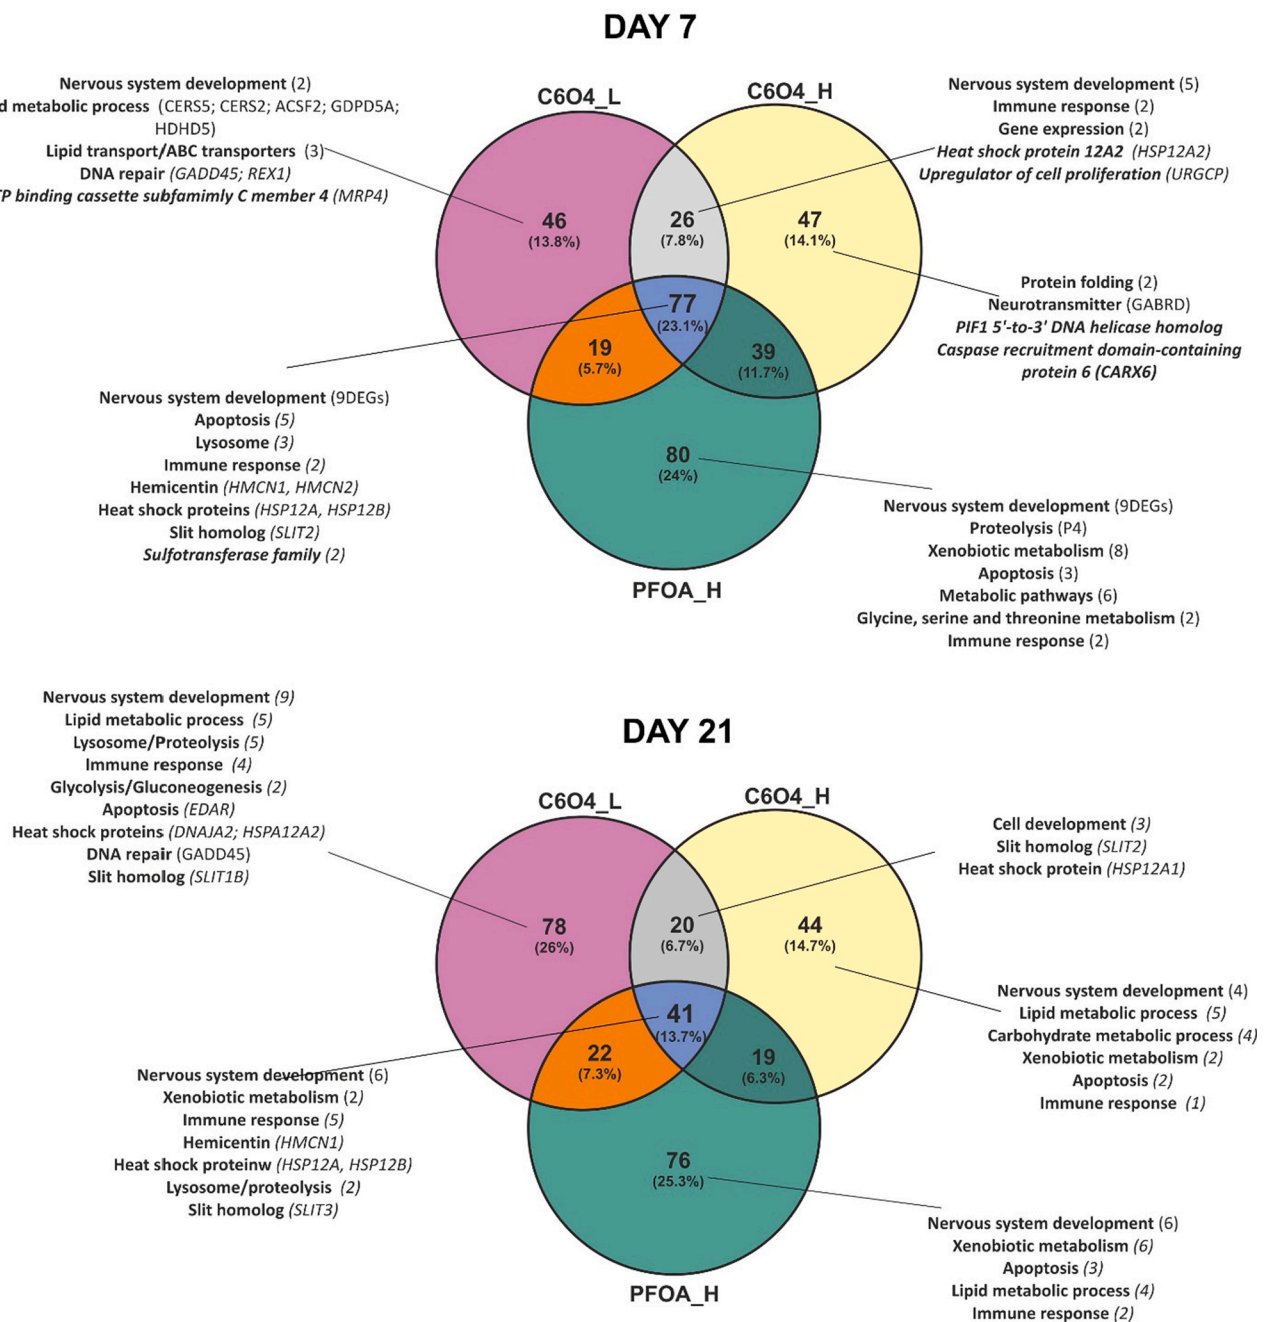 DAY 7
Nervous system development (2)
d metabolic process (CERS5; CERS2; ACSF2; GDPD5A;
HDHD5)
Lipid transport/ABC transporters (3)
DNA repair (GADD45; REX1)
TP binding cassette subfamimly C member 4 (MRP4)
C6O4_L
C6O4_H
Nervous system development (5)
Immune response (2)
Gene expression (2)
Heat shock protein 12A2 (HSP12A2)
Upregulator of cell proliferation (URGCP)
46
(13.8%)
26
(7.8%)
47
(14.1%)
Protein folding (2)
Neurotransmitter (GABRD)
PIF1 5'-to-3' DNA helicase homolog
Caspase recruitment domain-containing
protein 6 (CARX6)
77
(23.1%)
19
(5.7%)
39
(11.7%)
Nervous system development (9DEGs)
Apoptosis (5)
Lysosome (3)
Immune response (2)
Hemicentin (HMCN1, HMCN2)
Heat shock proteins (HSP12A, HSP12B)
Slit homolog (SLIT2)
Sulfotransferase family (2)
80
(24%)
PFOA_H
Nervous system development (9DEGs)
Proteolysis (P4)
Xenobiotic metabolism (8)
Apoptosis (3)
Metabolic pathways (6)
Glycine, serine and threonine metabolism (2)
Immune response (2)
DAY 21
Nervous system development (9)
Lipid metabolic process (5)
Lysosome/Proteolysis (5)
Immune response (4)
Glycolysis/Gluconeogenesis (2)
Apoptosis (EDAR)
Heat shock proteins (DNAJA2; HSPA12A2)
DNA repair (GADD45)
Slit homolog (SLIT1B)
C6O4_L
C6O4_H
Cell development (3)
Slit homolog (SLIT2)
Heat shock protein (HSP12A1)
78
(26%)
20
(6.7%)
44
(14.7%)
Nervous system development (4)
Lipid metabolic process (5)
Carbohydrate metabolic process (4)
Xenobiotic metabolism (2)
Apoptosis (2)
Immune response (1)
41
(13.7%)
22
(7.3%)
19
(6.3%)
Nervous system development (6)
Xenobiotic metabolism (2)
Immune response (5)
Hemicentin (HMCN1)
Heat shock proteinw (HSP12A, HSP12B)
Lysosome/proteolysis (2)
Slit homolog (SLIT3)
76
(25.3%)
PFOA_H
Nervous system development (6)
Xenobiotic metabolism (6)
Apoptosis (3)
Lipid metabolic process (4)
Immune response (2)